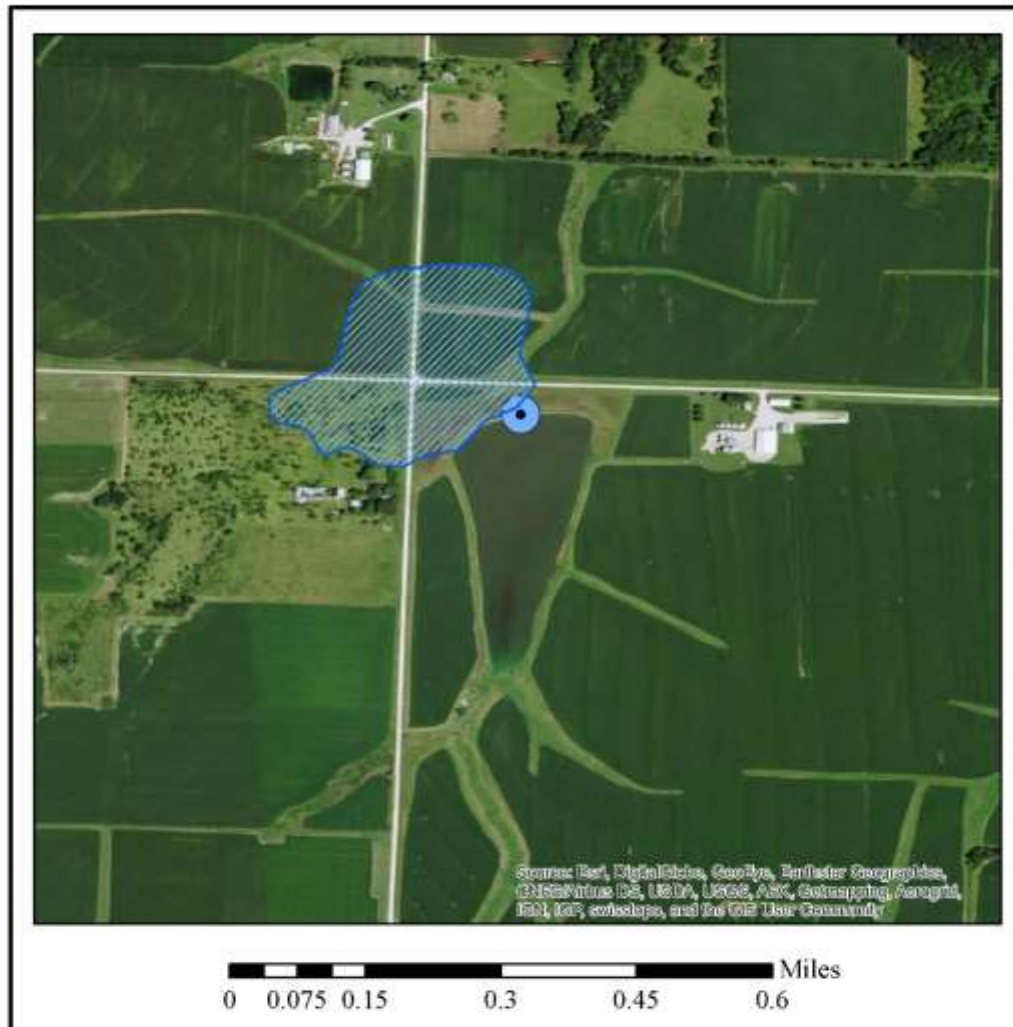 Source: Esri, DigitalGlobe, GeoEye, Earthstar Geographics,
CNES/Airbus DS, USDA, USGS, AEX, Getmapping, Aerogrid,
IGN, IGP, swisstopo, and the GIS User Community
Miles
0 0.075 0.15 0.3 0.45 0.6